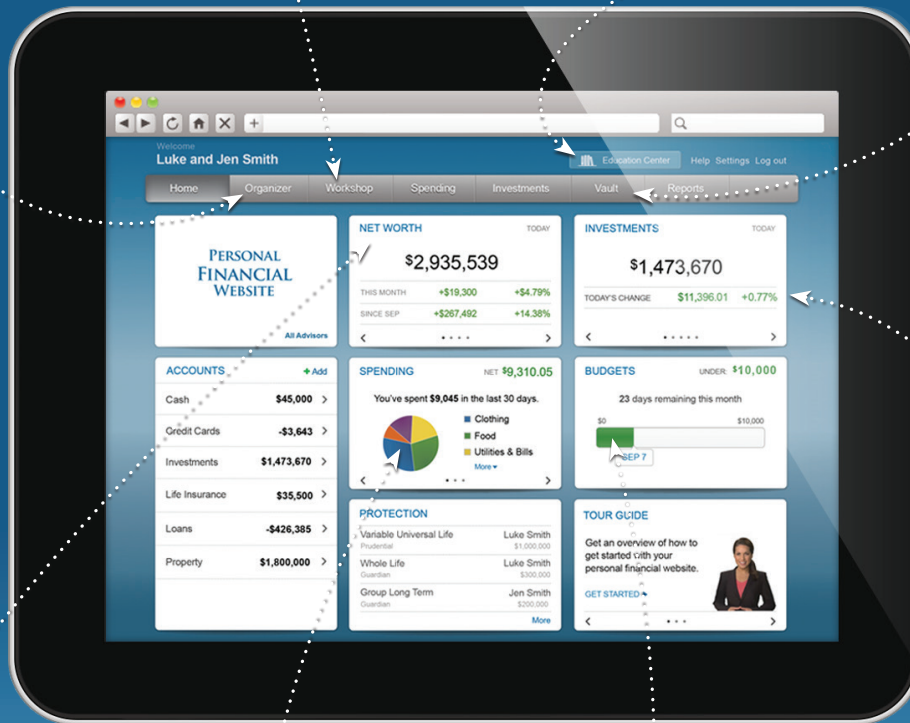 Welcome
Luke and Jen Smith
Education Center Help Settings Log out
Home Organizer Workshop Spending Investments Vault Reports
PERSONAL
FINANCIAL
WEBSITE
All Advisors
NET WORTH TODAY
$2,935,539
THIS MONTH +$19,300 +$4.79%
SINCE SEP +$267,492 +14.38%
INVESTMENTS TODAY
$1,473,670
TODAY'S CHANGE $11,396.01 +0.77%
ACCOUNTS + Add
Cash $45,000
Credit Cards -$3,643
Investments $1,473,670
Life Insurance $35,500
Loans -$426,385
Property $1,800,000
SPENDING NET $9,310.05
You've spent $9,045 in the last 30 days.
Clothing
Food
Utilities & Bills
More
BUDGETS UNDER: $10,000
23 days remaining this month
$0 $10,000
SEP 7
PROTECTION
Variable Universal Life Luke Smith
Prudential $1,000,000
Whole Life Luke Smith
Guardian $300,000
Group Long Term Jen Smith
Guardian $200,000
More
TOUR GUIDE
Get an overview of how to
get started with your
personal financial website.
GET STARTED